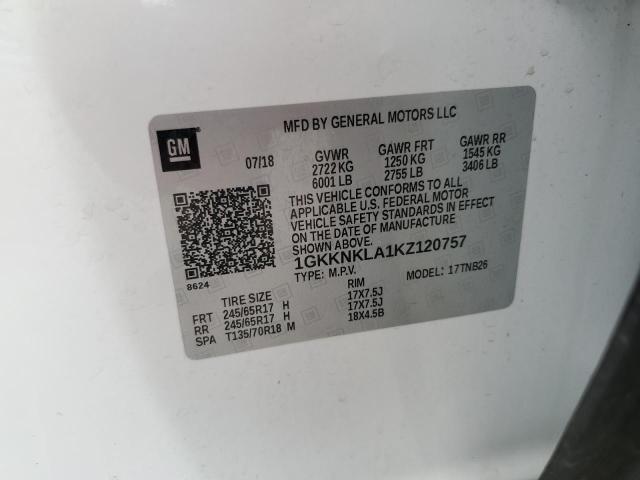 MFD BY GENERAL MOTORS LLC
GM
07/18 GVWR GAWR FRT GAWR RR
2722 KG 1250 KG 1545 KG
6001 LB 2755 LB 3406 LB
THIS VEHICLE CONFORMS TO ALL
APPLICABLE U.S. FEDERAL MOTOR
VEHICLE SAFETY STANDARDS IN EFFECT
ON THE DATE OF MANUFACTURE
SHOWN ABOVE.
1GKKNKLA1KZ120757
TYPE: M.P.V. MODEL: 17TNB26
8624
TIRE SIZE RIM
FRT 245/65R17 H 17X7.5J
RR 245/65R17 H 17X7.5J
SPA T135/70R18 M 18X4.5B